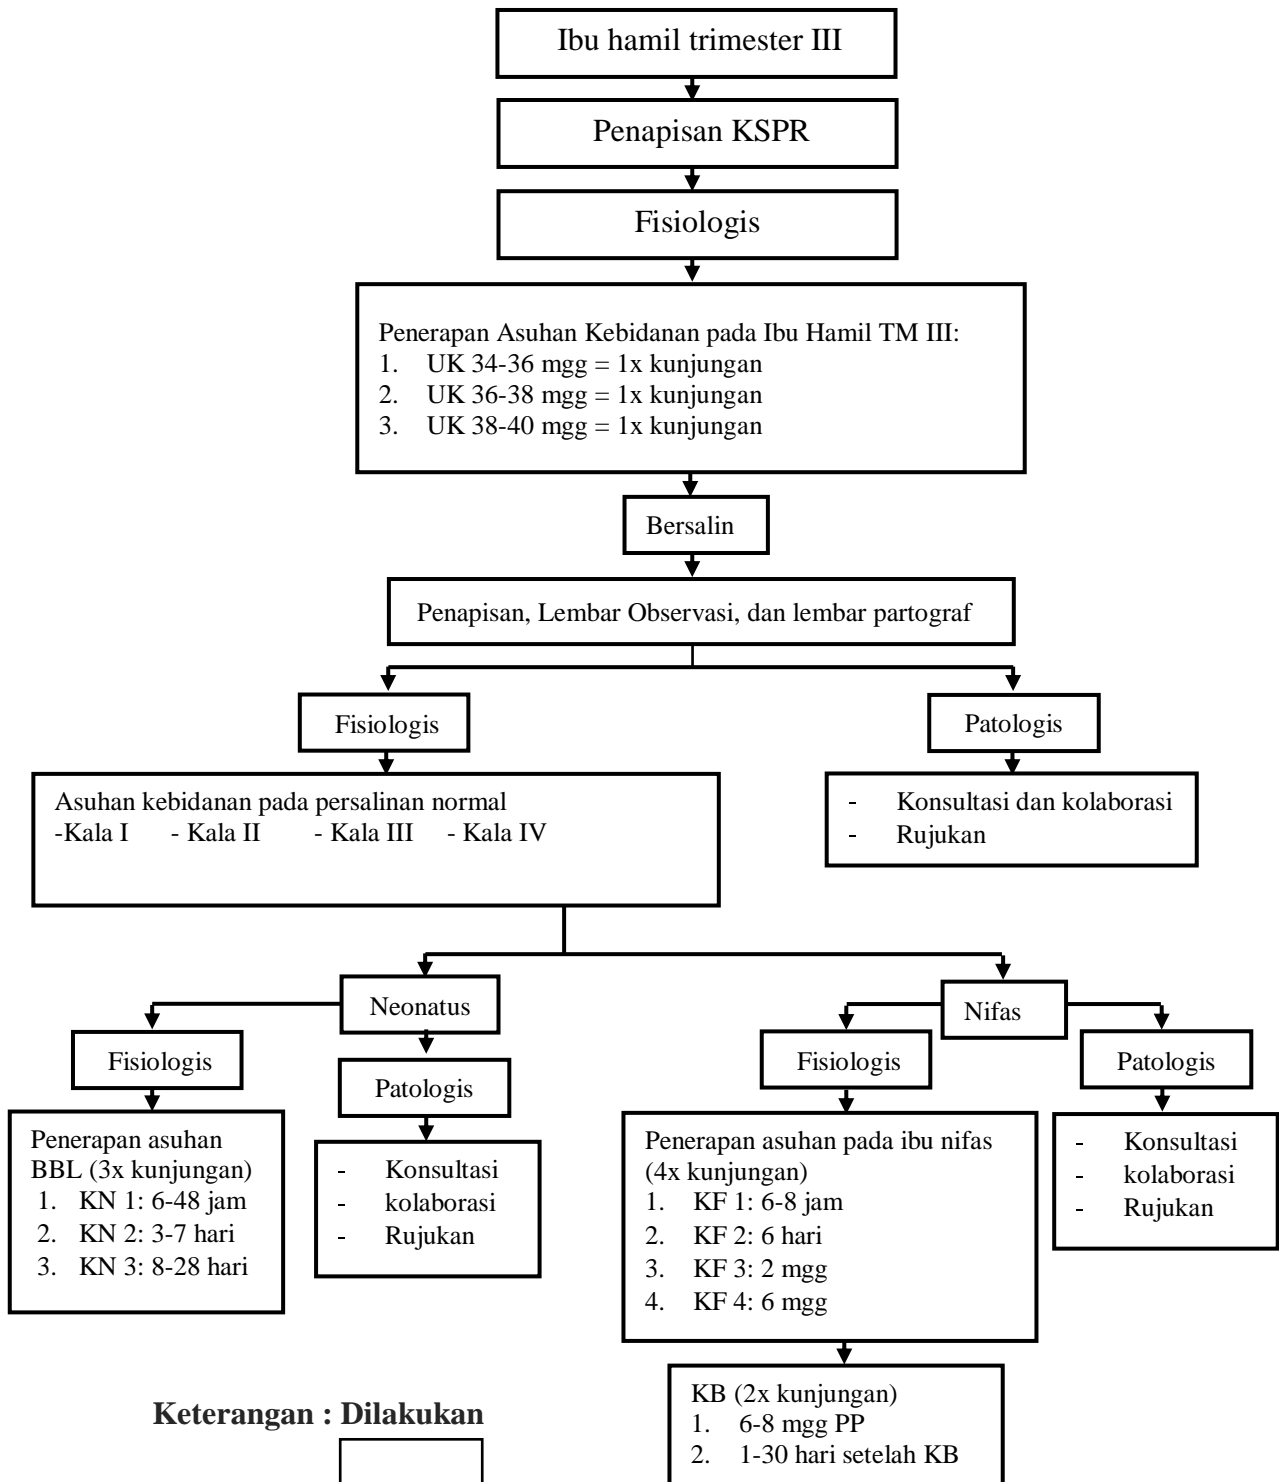 Ibu hamil trimester III
Penapisan KSPR
Fisiologis
Penerapan Asuhan Kebidanan pada Ibu Hamil TM III:
1. UK 34-36 mgg = 1x kunjungan
2. UK 36-38 mgg = 1x kunjungan
3. UK 38-40 mgg = 1x kunjungan
Bersalin
Penapisan, Lembar Observasi, dan lembar partograf
Fisiologis
Patologis
Asuhan kebidanan pada persalinan normal
-Kala I - Kala II - Kala III - Kala IV
- Konsultasi dan kolaborasi
- Rujukan
Neonatus
Nifas
Fisiologis
Patologis
Fisiologis
Patologis
Penerapan asuhan
BBL (3x kunjungan)
1. KN 1: 6-48 jam
2. KN 2: 3-7 hari
3. KN 3: 8-28 hari
- Konsultasi
- kolaborasi
- Rujukan
Penerapan asuhan pada ibu nifas
(4x kunjungan)
1. KF 1: 6-8 jam
2. KF 2: 6 hari
3. KF 3: 2 mgg
4. KF 4: 6 mgg
- Konsultasi
- kolaborasi
- Rujukan
KB (2x kunjungan)
1. 6-8 mgg PP
2. 1-30 hari setelah KB
Keterangan : Dilakukan